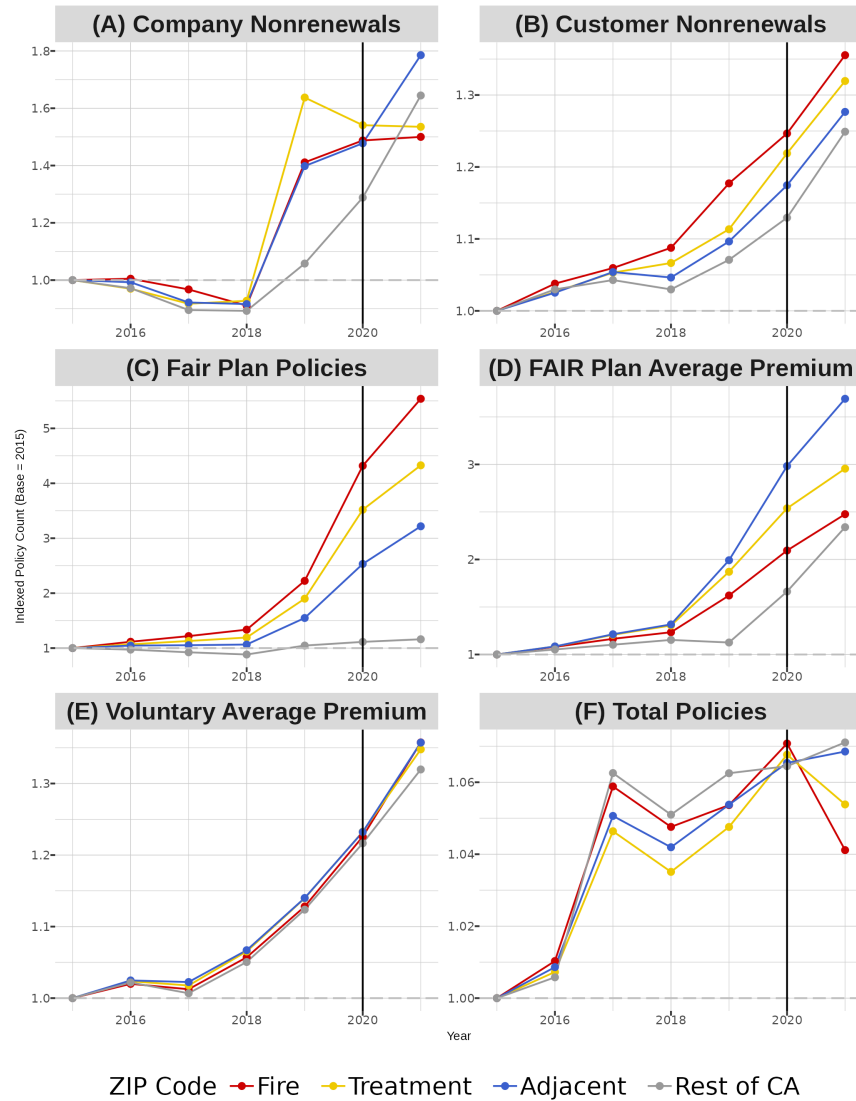 (A) Company Nonrenewals
(B) Customer Nonrenewals
1.8
1.6
1.4
1.2
1.0
2016 2018 2020
1.3
1.2
1.1
1.0
2016 2018 2020
(C) Fair Plan Policies
(D) FAIR Plan Average Premium
Indexed Policy Count (Base = 2015)
5
4
3
2
1
2016 2018 2020
3
2
1
2016 2018 2020
(E) Voluntary Average Premium
(F) Total Policies
1.3
1.2
1.1
1.0
2016 2018 2020
1.06
1.04
1.02
1.00
2016 2018 2020
Year
ZIP Code Fire Treatment Adjacent Rest of CA